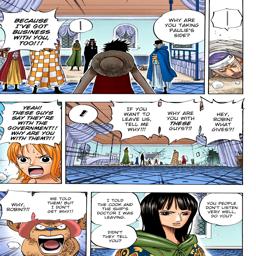 !
WHY ARE
YOU TAKING
PAULIE'S
SIDE?
BECAUSE
I'VE GOT
BUSINESS
WITH YOU,
TOO!!!
HEY,
ROBIN!
WHAT
GIVES?!
WHY ARE
YOU WITH
THESE
GUYS?!
IF YOU
WANT TO
LEAVE US,
TELL ME
WHY?!!
!
YEAH!
THESE GUYS
SAY THEY'RE
WITH THE
GOVERNMENT!
WHY ARE YOU
WITH THEM?!
YOU PEOPLE
DON'T LISTEN
VERY WELL,
DO YOU?
I TOLD
THE COOK
AND THE SHIP'S
DOCTOR I WAS
LEAVING.
DIDN'T
THEY TELL
YOU?
WE TOLD
THEM! BUT I
DON'T GET
WHY!!
WHY,
ROBIN?!!